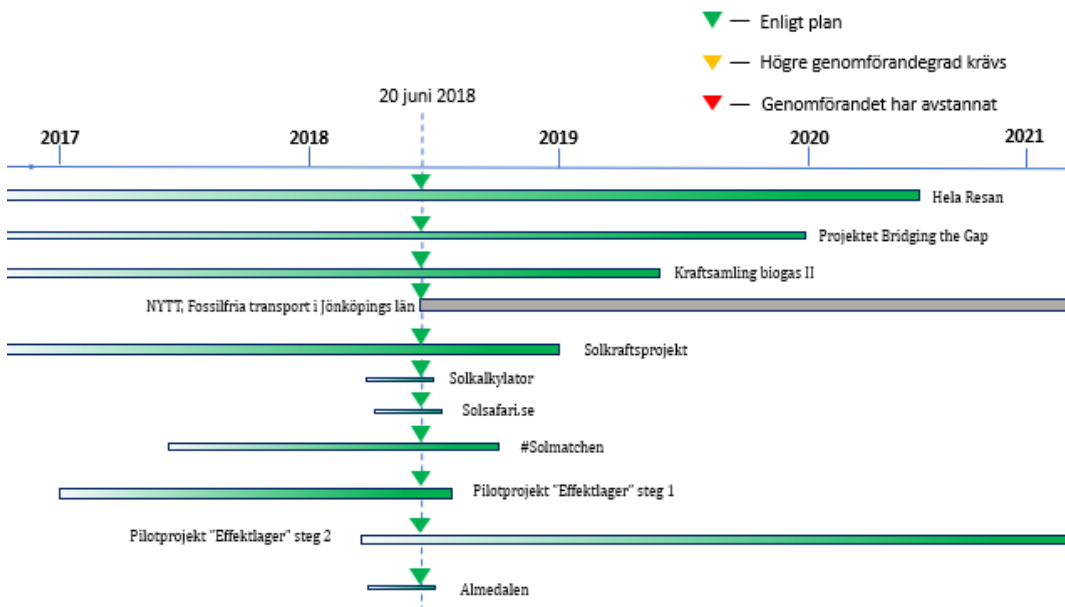 — Enligt plan
— Högre genomförandegrad krävs
— Genomförandet har avstannat
20 juni 2018
2017 2018 2019 2020 2021
Hela Resan
Projektet Bridging the Gap
Kraftsamling biogas II
NYTT, Fossilfria transport i Jönköpings län
Solkraftsprojekt
Solkalkylator
Solsafari.se
#Solmatchen
Pilotprojekt "Effektlager" steg 1
Pilotprojekt "Effektlager" steg 2
Almedalen